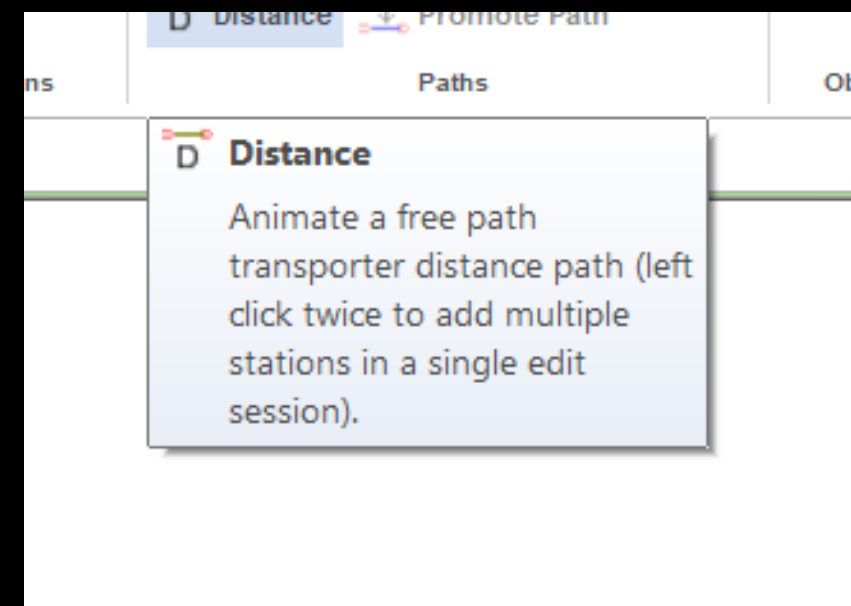 D Distance Promote Path
ns Paths Ob
D Distance
Animate a free path
transporter distance path (left
click twice to add multiple
stations in a single edit
session).